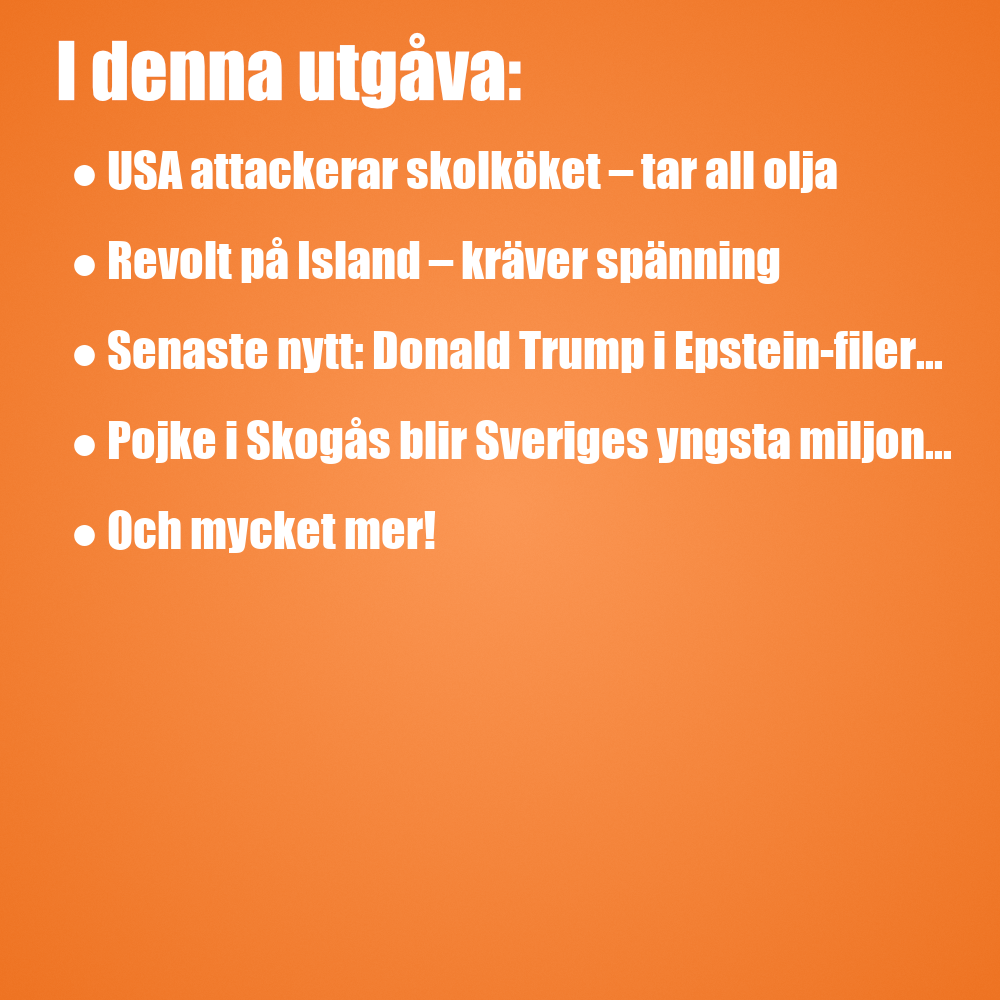 I denna utgåva:
• USA attackerar skolköket – tar all olja
• Revolt på Island – kräver spänning
• Senaste nytt: Donald Trump i Epstein-filer...
• Pojke i Skogås blir Sveriges yngsta miljon...
• Och mycket mer!